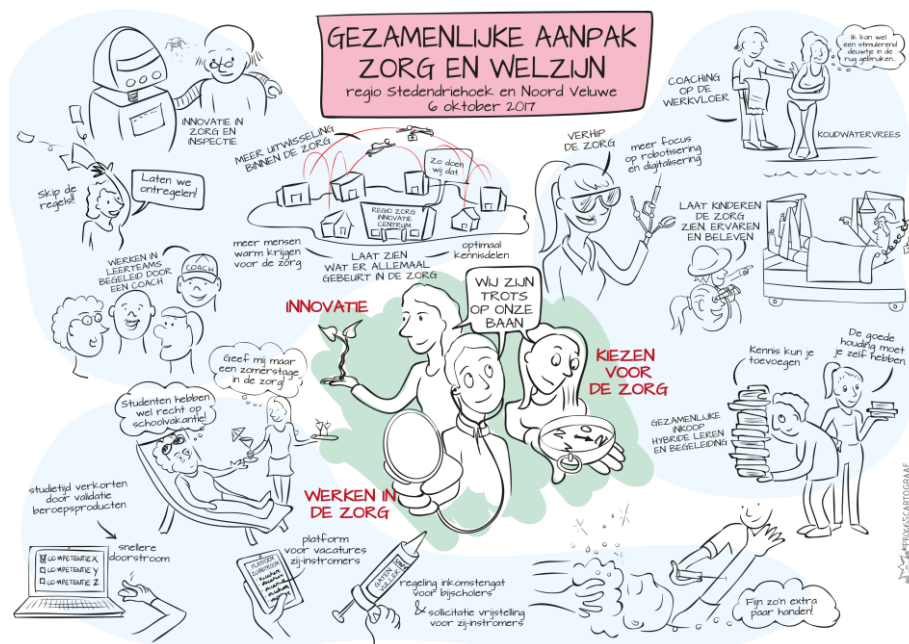 GEZAMENLIJKE AANPAK
ZORG EN WELZIJN
regio Stedendriehoek en Noord Veluwe
6 oktober 2017
INNOVATIE IN
ZORG EN
INSPECTIE
Skip de
regels!!
Laten we
ontregelen!
WERKEN IN
LEERTEAMS
BEGELEID DOOR
EEN COACH
COACH
MEER UITWISSELING
BINNEN DE ZORG
Zo doen
wij dat.
REGIO ZORG
INNOVATIE
CENTRUM
meer mensen
warm krijgen
voor de zorg
LAAT ZIEN
WAT ER ALLEMAAL
GEBEURT IN DE ZORG
optimaal
kennisdelen
VERHIP
DE ZORG
meer focus
op robotisering
en digitalisering
COACHING
OP DE
WERKVLOER
Ik kan wel
een stimulerend
deuwtje in de
rug gebruiken..
KOUDWATERVREES
LAAT KINDEREN
DE ZORG
ZIEN, ERVAREN
EN BELEVEN
INNOVATIE
WIJ ZIJN
TROTS
OP ONZE
BAAN
KIEZEN
VOOR
DE ZORG
WERKEN IN
DE ZORG
Kennis kun je
toevoegen
De goede
houding moet
je zelf hebben.
GEZAMENLIJKE
INKOOP
HYBRIDE LEREN
EN BEGELEIDING
Geef mij maar
een zomerstage
in de zorg!
Studenten hebben
wel recht op
schoolvakantie!
studietijd verkorten
door validatie
beroepsproducten
snellere
doorstroom
COMPETENTIE X
COMPETENTIE Y
COMPETENTIE Z
PLATFORM
platform
voor vacatures
zij-instromers
GATEN
VULLER
regeling inkomstengat
voor bijscholers
& sollicitatie vrijstelling
voor zij-instromers
Fijn zo'n extra
paar handen!